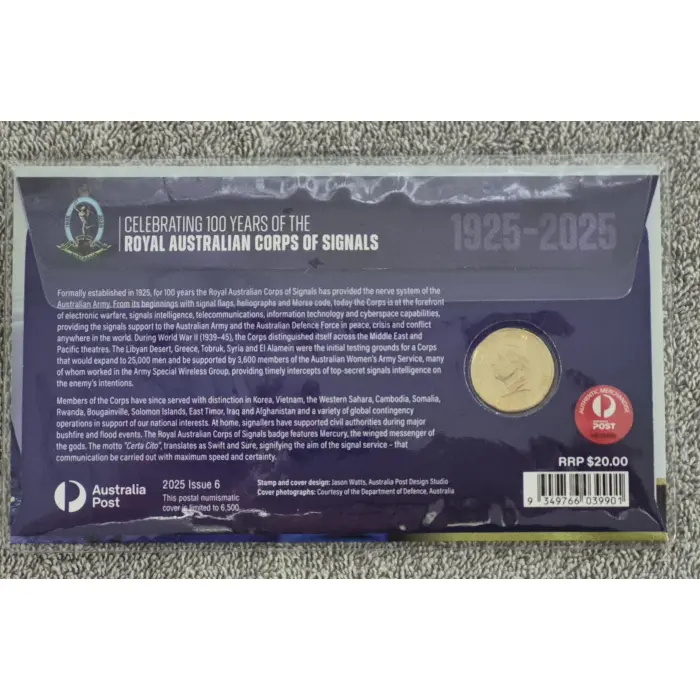 CELEBRATING 100 YEARS OF THE
ROYAL AUSTRALIAN CORPS OF SIGNALS
1925-2025
Formally established in 1925, for 100 years the Royal Australian Corps of Signals has provided the nerve system of the
Australian Army. From its beginnings with signal flags, heliographs and Morse code, today the Corps is at the forefront
of electronic warfare, signals intelligence, telecommunications, information technology and cyberspace capabilities,
providing the signals support to the Australian Army and the Australian Defence Force in peace, crisis and conflict
anywhere in the world. During World War II (1939–45), the Corps distinguished itself across the Middle East and
Pacific theatres. The Libyan Desert, Greece, Tobruk, Syria and El Alamein were the initial testing grounds for a Corps
that would expand to 25,000 men and be supported by 3,600 members of the Australian Women's Army Service, many
of whom worked in the Army Special Wireless Group, providing timely intercepts of top-secret signals intelligence on
the enemy's intentions.
Members of the Corps have since served with distinction in Korea, Vietnam, the Western Sahara, Cambodia, Somalia,
Rwanda, Bougainville, Solomon Islands, East Timor, Iraq and Afghanistan and a variety of global contingency
operations in support of our national interests. At home, signallers have supported civil authorities during major
bushfire and flood events. The Royal Australian Corps of Signals badge features Mercury, the winged messenger of
the gods. The motto "Certa Cito", translates as Swift and Sure, signifying the aim of the signal service – that
communication be carried out with maximum speed and certainty.
AUTHENTIC MERCHANDISE
POST
RRP $20.00
Australia
Post
2025 Issue 6
This postal numismatic
cover is limited to 6,500
Stamp and cover design: Jason Watts, Australia Post Design Studio
Cover photographs: Courtesy of the Department of Defence, Australia
9 349766 039901